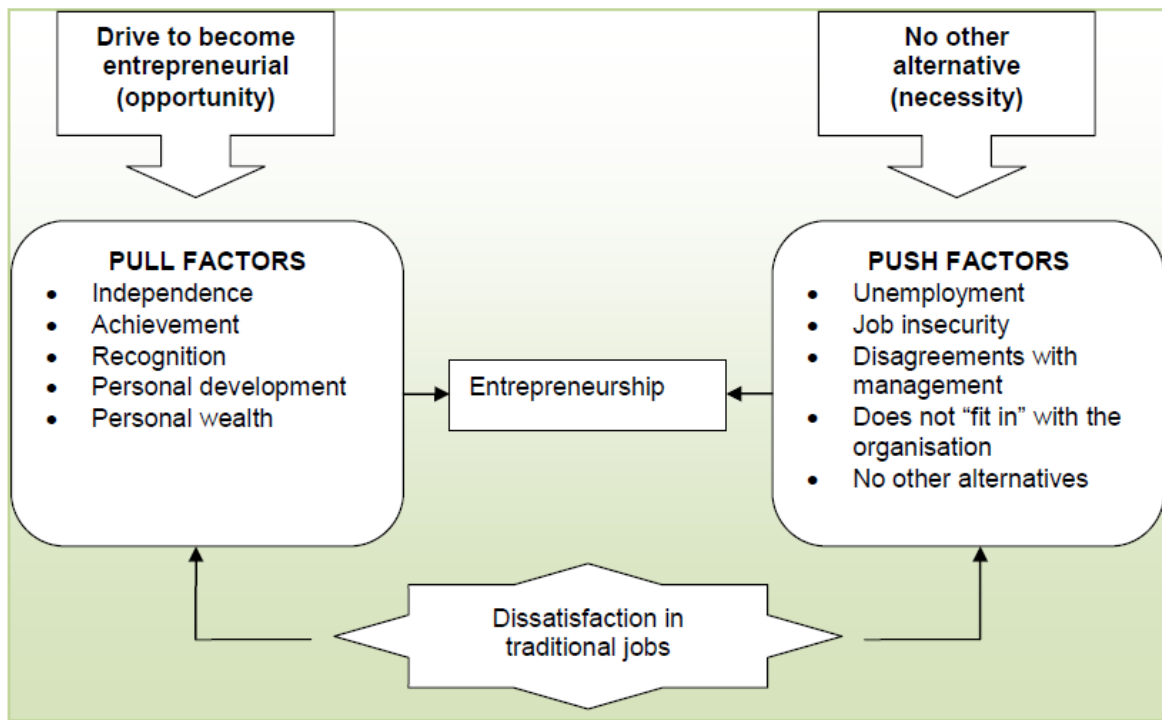 Drive to become
entrepreneurial
(opportunity)
No other
alternative
(necessity)
PULL FACTORS
• Independence
• Achievement
• Recognition
• Personal development
• Personal wealth
Entrepreneurship
PUSH FACTORS
• Unemployment
• Job insecurity
• Disagreements with
management
• Does not “fit in” with the
organisation
• No other alternatives
Dissatisfaction in
traditional jobs